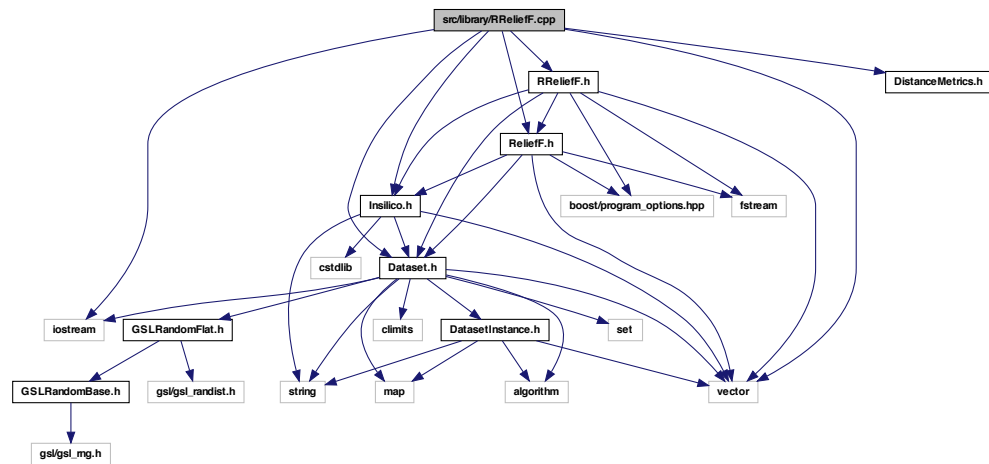 src/library/RReliefF.cpp
RReliefF.h
DistanceMetrics.h
ReliefF.h
Insilico.h
boost/program_options.hpp
fstream
cstdlib
Dataset.h
iostream
GSLRandomFlat.h
climits
DatasetInstance.h
set
GSLRandomBase.h
gsl/gsl_randist.h
string
map
algorithm
vector
gsl/gsl_rng.h